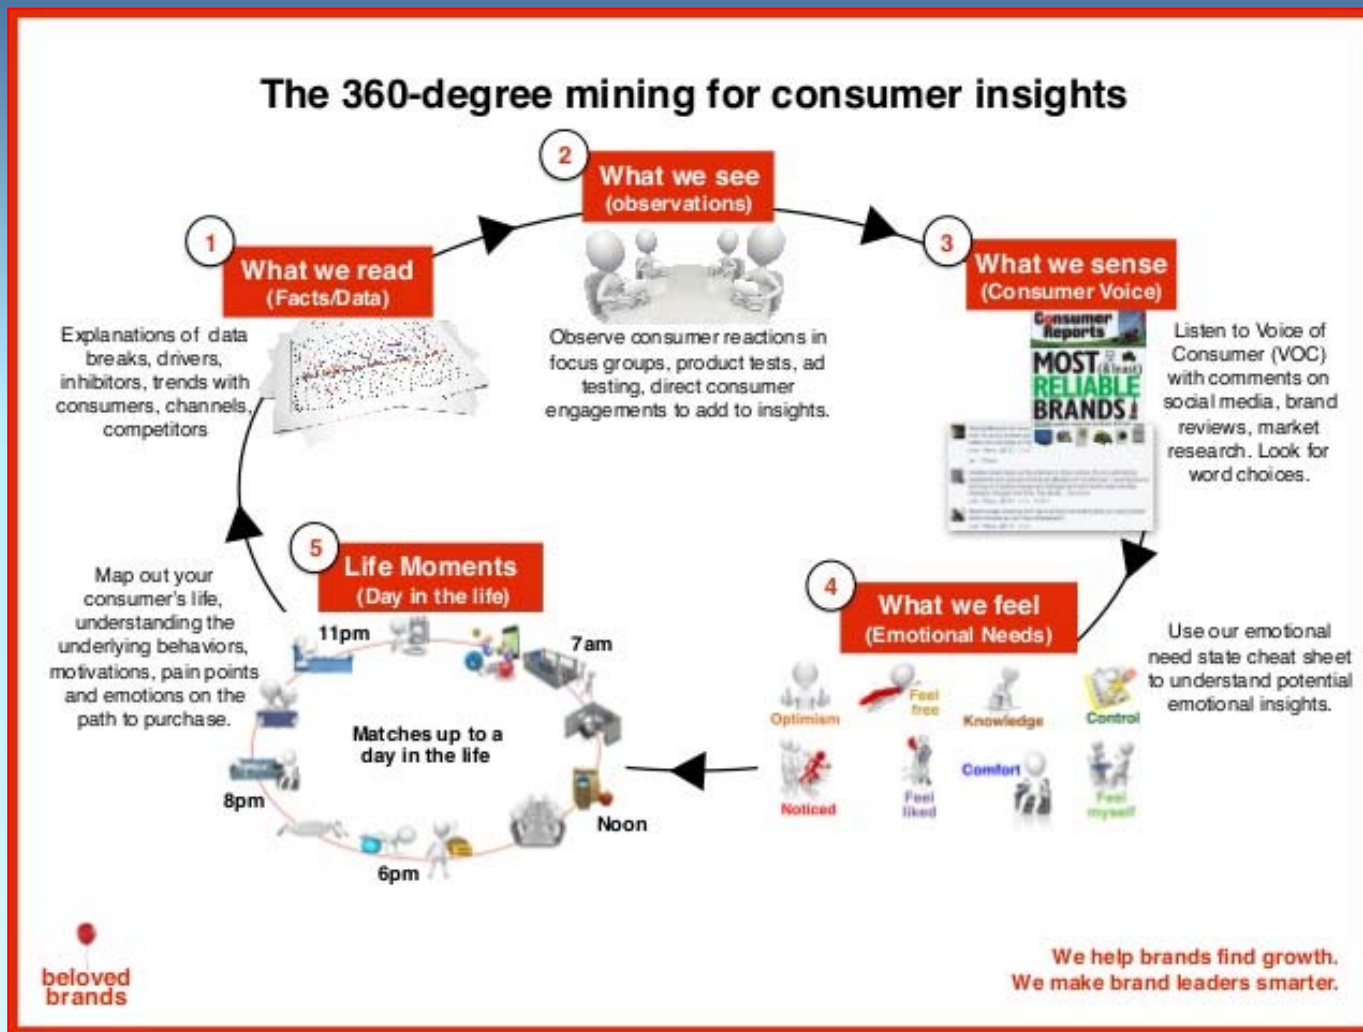 The 360-degree mining for consumer insights
1
What we read
(Facts/Data)
Explanations of data
breaks, drivers,
inhibitors, trends with
consumers, channels,
competitors
2
What we see
(observations)
Observe consumer reactions in
focus groups, product tests, ad
testing, direct consumer
engagements to add to insights.
3
What we sense
(Consumer Voice)
Consumer
Reports
MOST (&least)
RELIABLE
BRANDS
Listen to Voice of
Consumer (VOC)
with comments on
social media, brand
reviews, market
research. Look for
word choices.
4
What we feel
(Emotional Needs)
Use our emotional
need state cheat sheet
to understand potential
emotional insights.
Optimism
Feel
free
Knowledge
Control
Noticed
Feel
liked
Comfort
Feel
myself
5
Life Moments
(Day in the life)
Map out your
consumer's life,
understanding the
underlying behaviors,
motivations, pain points
and emotions on the
path to purchase.
11pm
7am
Matches up to a
day in the life
8pm
Noon
6pm
beloved
brands
We help brands find growth.
We make brand leaders smarter.